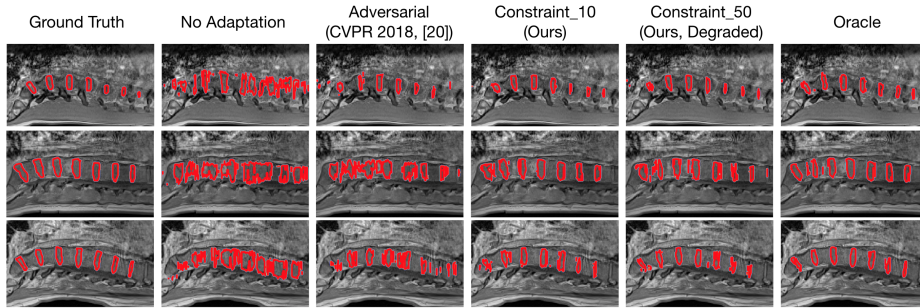 Ground Truth
No Adaptation
Adversarial
(CVPR 2018, [20])
Constraint_10
(Ours)
Constraint_50
(Ours, Degraded)
Oracle